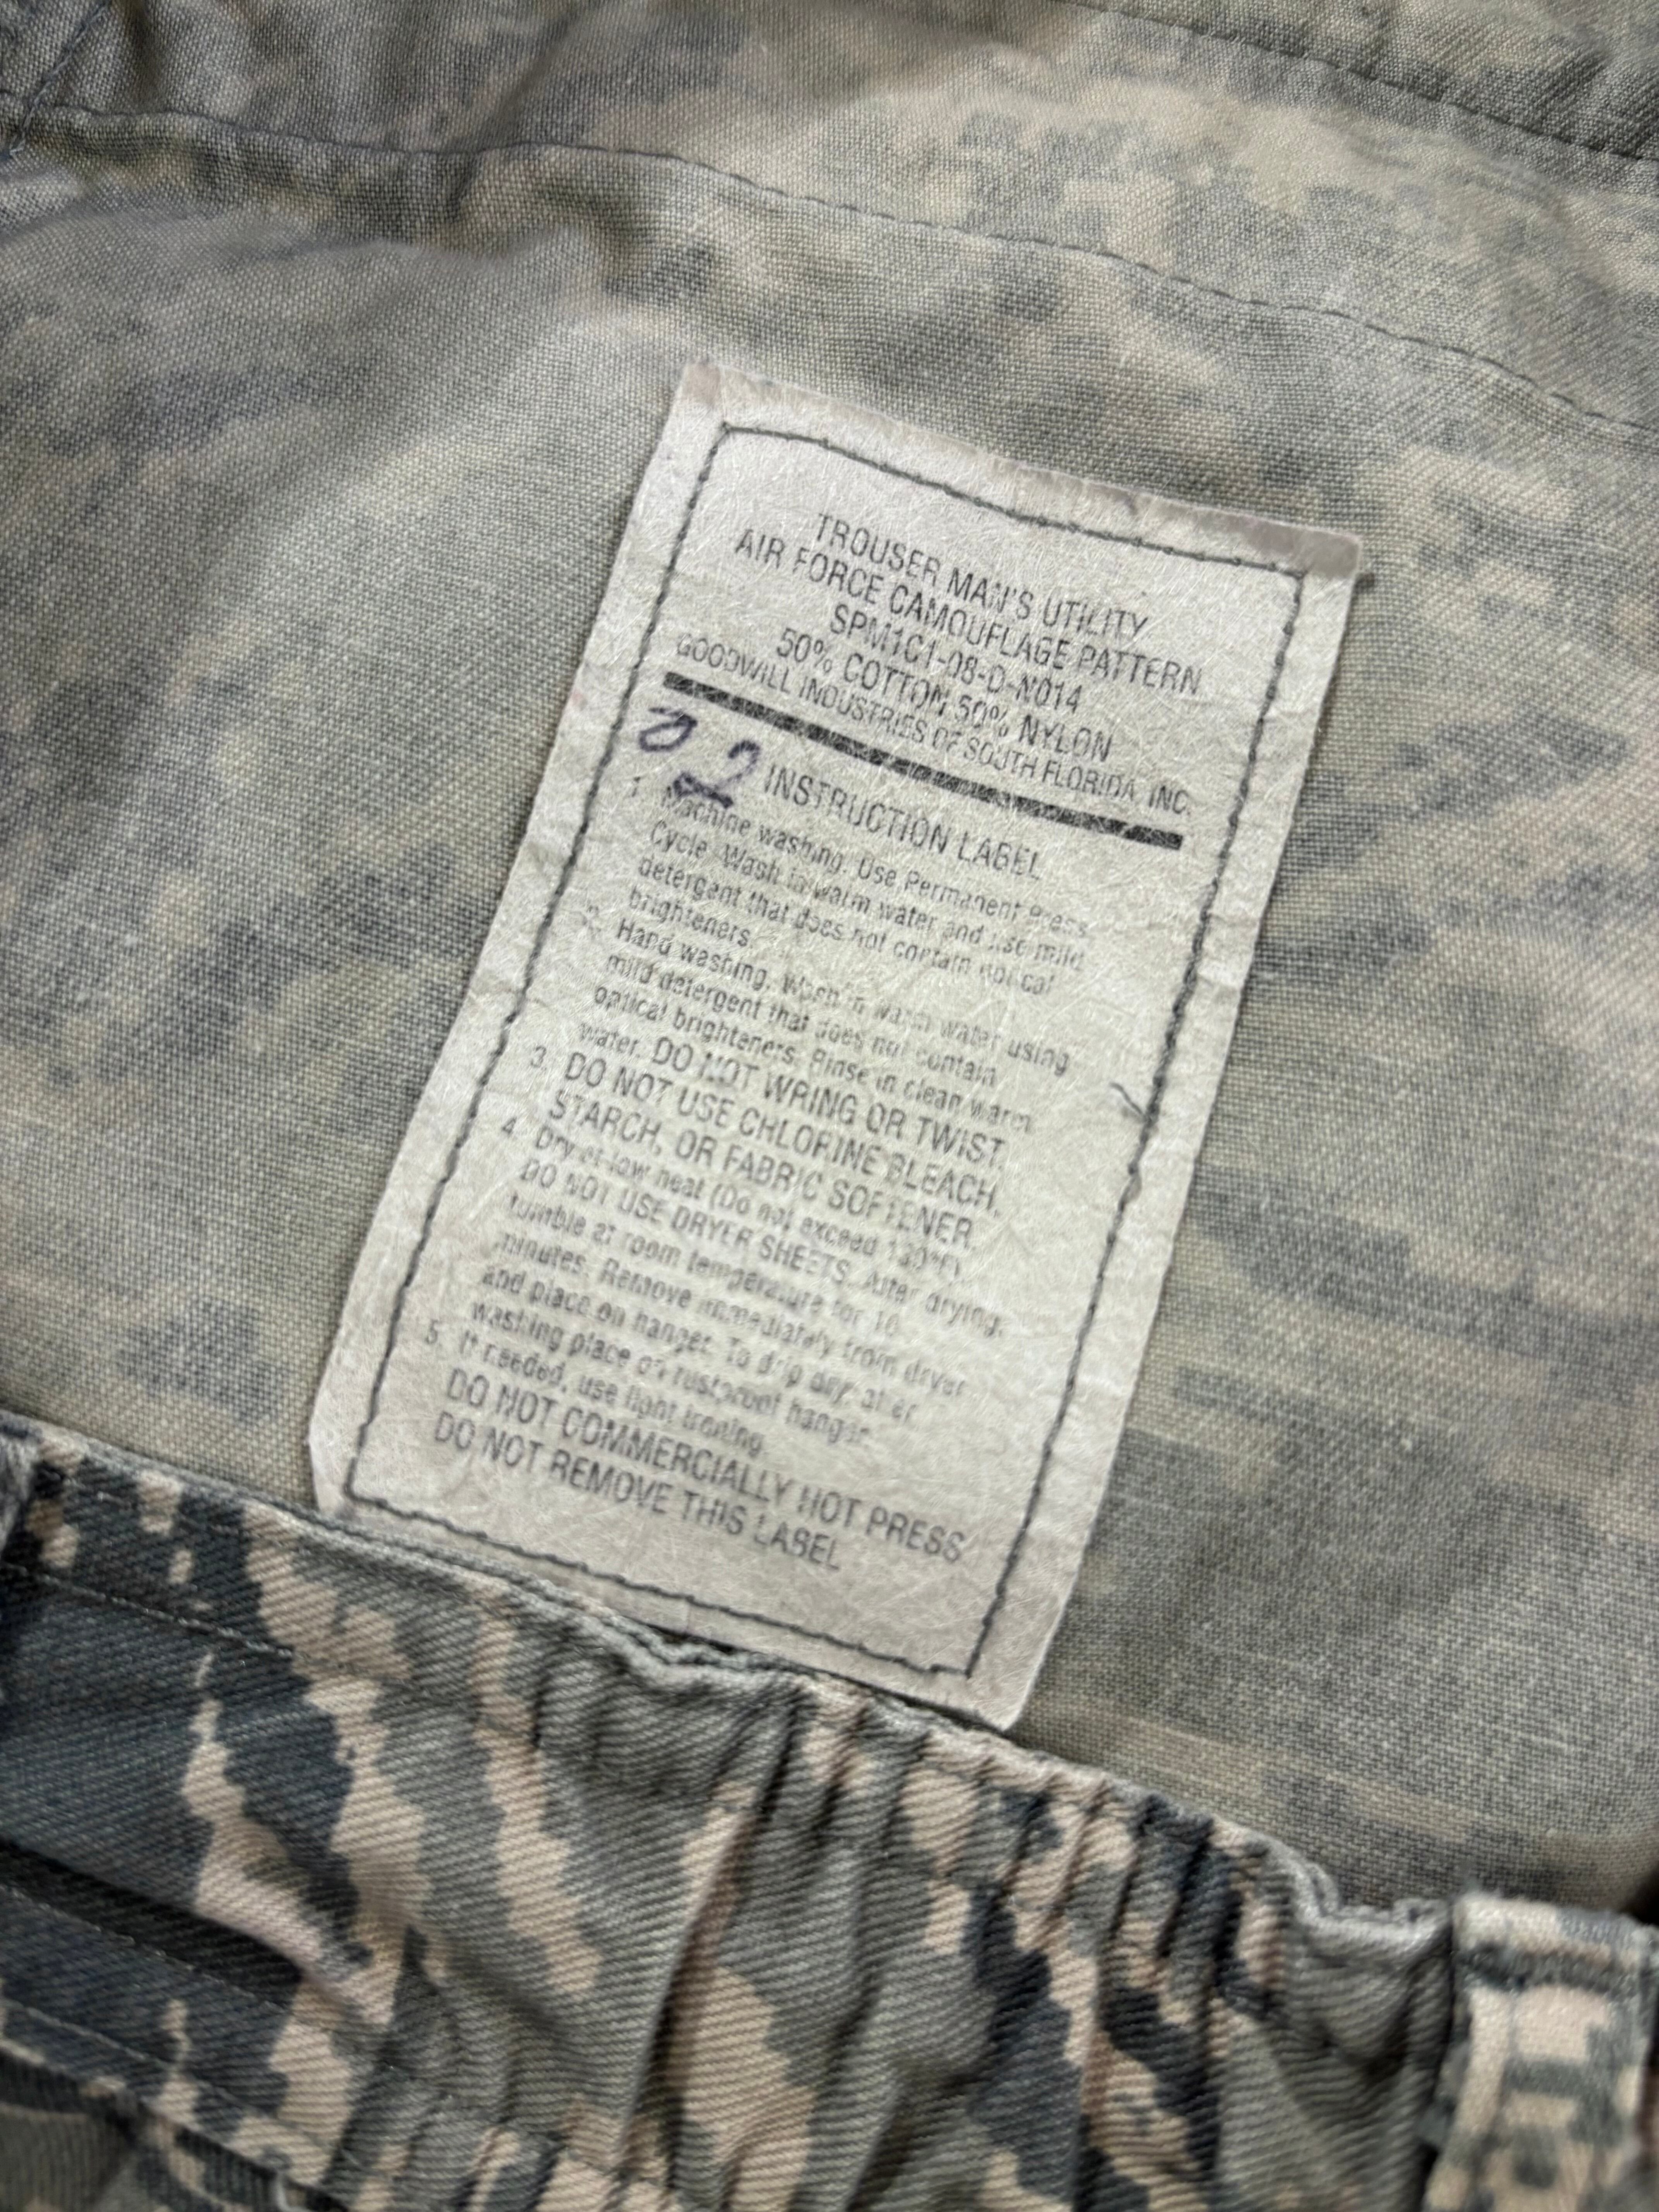 TROUSER MAN'S UTILITY
AIR FORCE CAMOUFLAGE PATTERN
SPM1C1-08-D-N014
50% COTTON 50% NYLON
GOODWILL INDUSTRIES OF SOUTH FLORIDA, INC.
2 INSTRUCTION LABEL
1. Machine washing. Use Permanent Press
Cycle. Wash in warm water and use mild
detergent that does not contain optical
brighteners.
2. Hand washing. Wash in warm water using
mild detergent that does not contain
optical brighteners. Rinse in clean warm
water. DO NOT WRING OR TWIST.
3. DO NOT USE CHLORINE BLEACH,
STARCH, OR FABRIC SOFTENER.
4. Dry at low heat (Do not exceed 130°F).
DO NOT USE DRYER SHEETS. After drying,
tumble at room temperature for 10
minutes. Remove immediately from dryer
and place on hanger. To drip dry, after
washing place on rustproof hanger.
5. If needed, use light ironing.
DO NOT COMMERCIALLY HOT PRESS
DO NOT REMOVE THIS LABEL